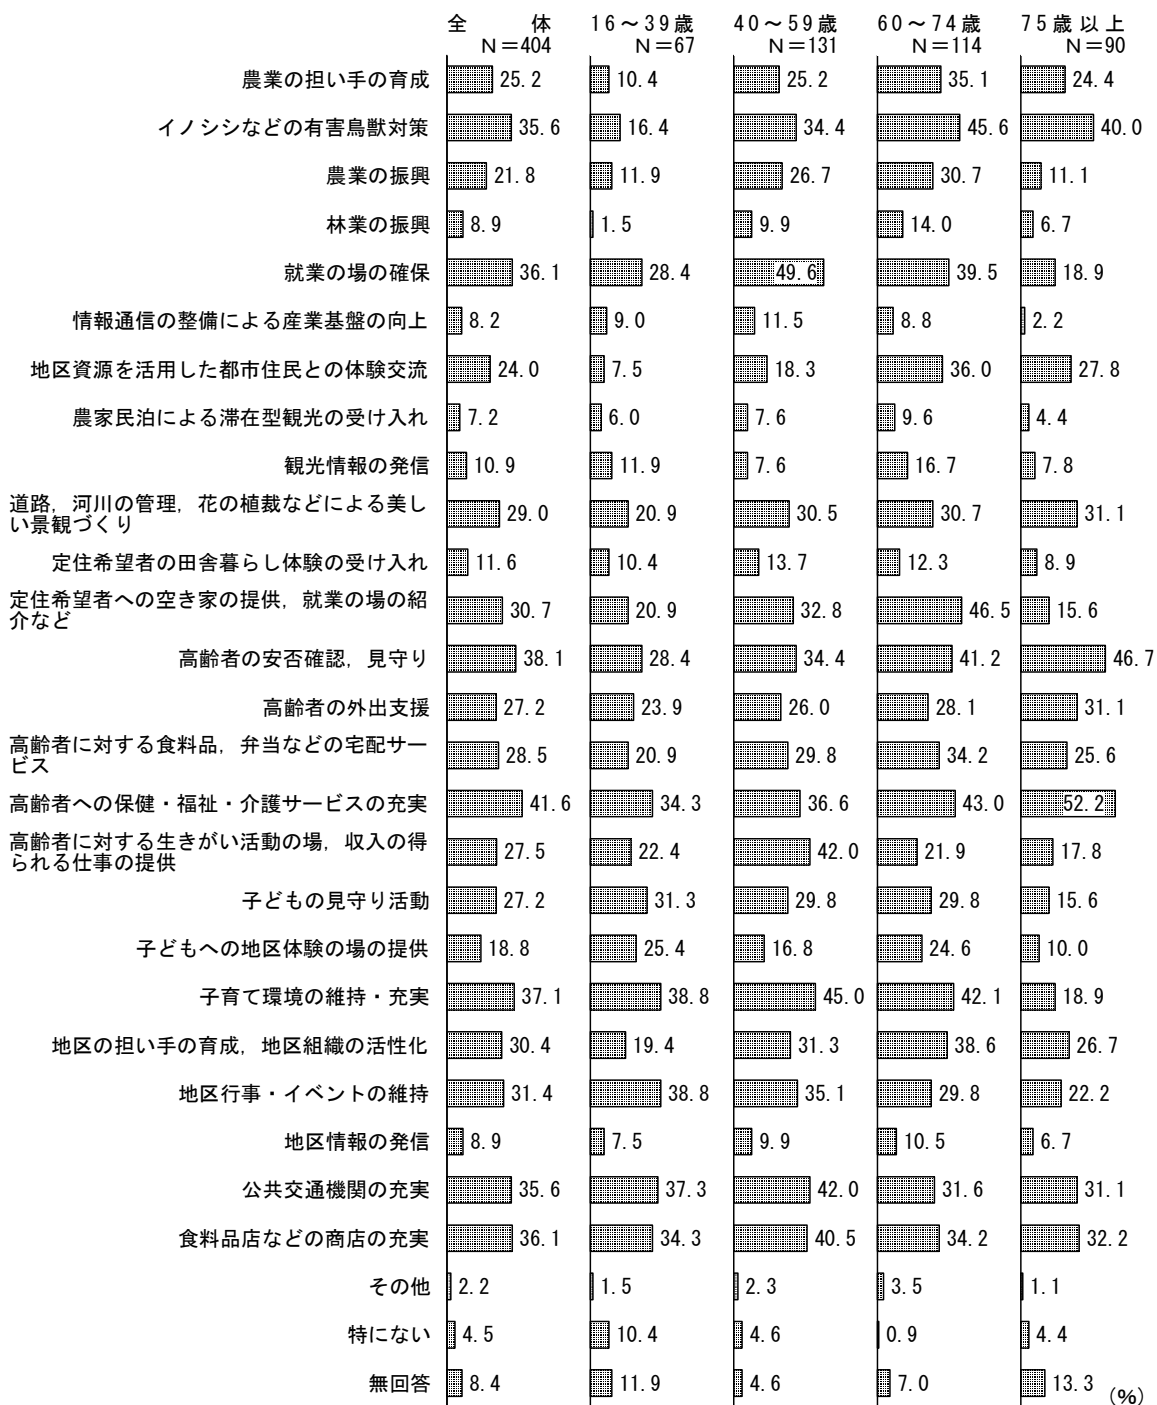 全　　体　16～39歳　40～59歳　60～74歳　75歳以上
N＝404　N＝67　N＝131　N＝114　N＝90
農業の担い手の育成　25.2　10.4　25.2　35.1　24.4
イノシシなどの有害鳥獣対策　35.6　16.4　34.4　45.6　40.0
農業の振興　21.8　11.9　26.7　30.7　11.1
林業の振興　8.9　1.5　9.9　14.0　6.7
就業の場の確保　36.1　28.4　49.6　39.5　18.9
情報通信の整備による産業基盤の向上　8.2　9.0　11.5　8.8　2.2
地区資源を活用した都市住民との体験交流　24.0　7.5　18.3　36.0　27.8
農家民泊による滞在型観光の受け入れ　7.2　6.0　7.6　9.6　4.4
観光情報の発信　10.9　11.9　7.6　16.7　7.8
道路，河川の管理，花の植裁などによる美し
い景観づくり　29.0　20.9　30.5　30.7　31.1
定住希望者の田舎暮らし体験の受け入れ　11.6　10.4　13.7　12.3　8.9
定住希望者への空き家の提供，就業の場の紹
介など　30.7　20.9　32.8　46.5　15.6
高齢者の安否確認，見守り　38.1　28.4　34.4　41.2　46.7
高齢者の外出支援　27.2　23.9　26.0　28.1　31.1
高齢者に対する食料品，弁当などの宅配サー
ビス　28.5　20.9　29.8　34.2　25.6
高齢者への保健・福祉・介護サービスの充実　41.6　34.3　36.6　43.0　52.2
高齢者に対する生きがい活動の場，収入の得
られる仕事の提供　27.5　22.4　42.0　21.9　17.8
子どもの見守り活動　27.2　31.3　29.8　29.8　15.6
子どもへの地区体験の場の提供　18.8　25.4　16.8　24.6　10.0
子育て環境の維持・充実　37.1　38.8　45.0　42.1　18.9
地区の担い手の育成，地区組織の活性化　30.4　19.4　31.3　38.6　26.7
地区行事・イベントの維持　31.4　38.8　35.1　29.8　22.2
地区情報の発信　8.9　7.5　9.9　10.5　6.7
公共交通機関の充実　35.6　37.3　42.0　31.6　31.1
食料品店などの商店の充実　36.1　34.3　40.5　34.2　32.2
その他　2.2　1.5　2.3　3.5　1.1
特にない　4.5　10.4　4.6　0.9　4.4
無回答　8.4　11.9　4.6　7.0　13.3
(%)